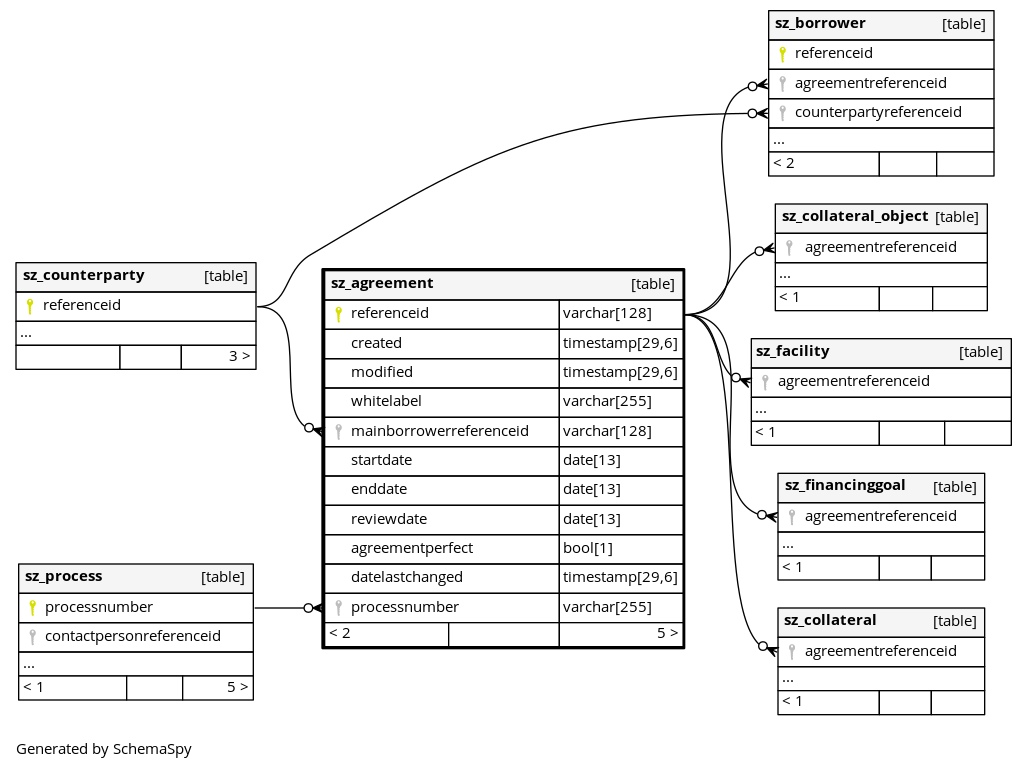 sz_borrower [table]
referenceid
agreementreferenceid
counterpartyreferenceid
...
< 2
sz_collateral_object [table]
agreementreferenceid
...
< 1
sz_counterparty [table]
referenceid
...
3 >
sz_agreement [table]
referenceid varchar[128]
created timestamp[29,6]
modified timestamp[29,6]
whitelabel varchar[255]
mainborrowerreferenceid varchar[128]
startdate date[13]
enddate date[13]
reviewdate date[13]
agreementperfect bool[1]
datelastchanged timestamp[29,6]
processnumber varchar[255]
< 2 5 >
sz_facility [table]
agreementreferenceid
...
< 1
sz_financinggoal [table]
agreementreferenceid
...
< 1
sz_process [table]
processnumber
contactpersonreferenceid
...
< 1 5 >
sz_collateral [table]
agreementreferenceid
...
< 1
Generated by SchemaSpy